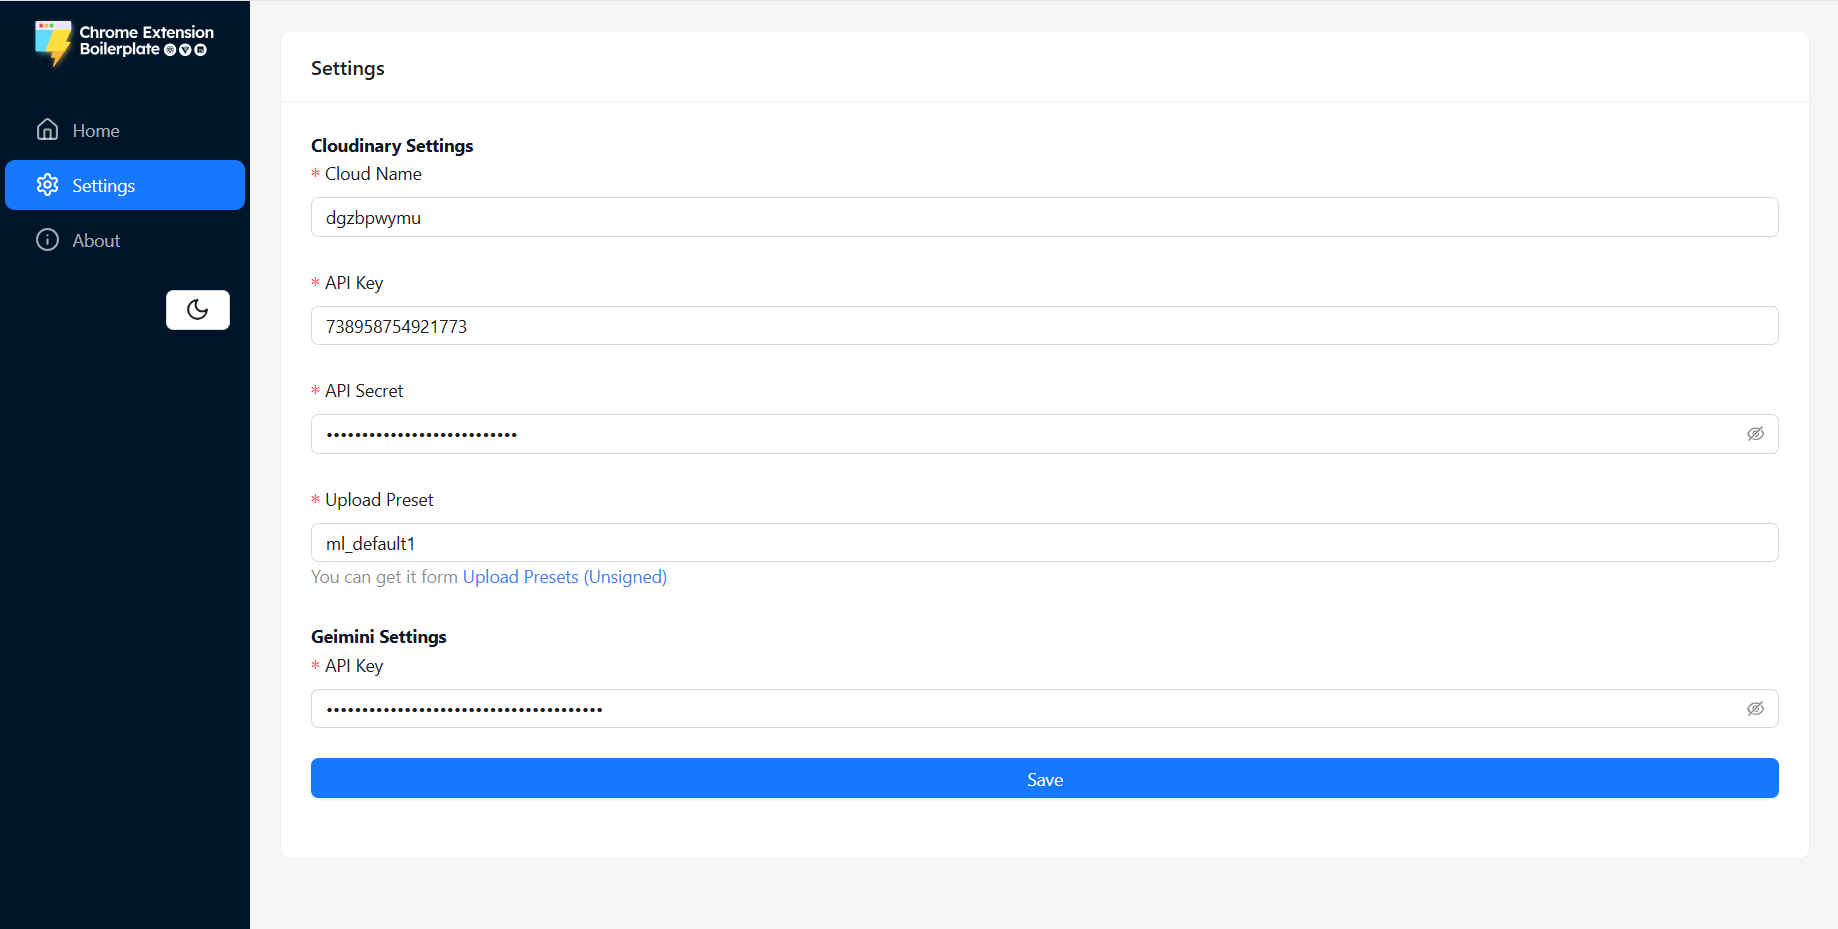 Chrome Extension
Boilerplate
Home
Settings
About
Settings
Cloudinary Settings
* Cloud Name
dgzbpwymu
* API Key
738958754921773
* API Secret
•••••••••••••••••••••••••••
* Upload Preset
ml_default1
You can get it form Upload Presets (Unsigned)
Geimini Settings
* API Key
•••••••••••••••••••••••••••••••••••••••
Save